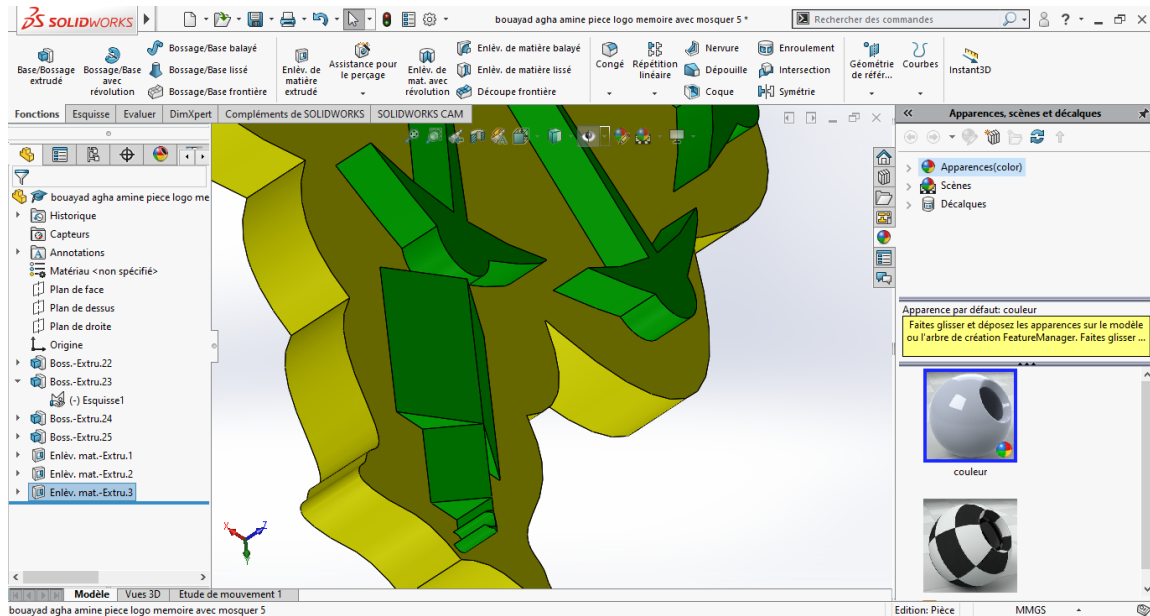 SOLIDWORKS
bouayad agha amine piece logo memoire avec mosquer 5 *
Rechercher des commandes
Base/Bossage extrudé
Bossage/Base avec révolution
Bossage/Base balayé
Bossage/Base lissé
Bossage/Base frontière
Enlèv. de matière extrudé
Assistance pour le perçage
Enlèv. de mat. avec révolution
Enlèv. de matière balayé
Enlèv. de matière lissé
Découpe frontière
Congé
Répétition linéaire
Nervure
Dépouille
Coque
Enroulement
Intersection
Symétrie
Géométrie de référ...
Courbes
Instant3D
Fonctions
Esquisse
Evaluer
DimXpert
Compléments de SOLIDWORKS
SOLIDWORKS CAM
bouayad agha amine piece logo me
Historique
Capteurs
Annotations
Matériau <non spécifié>
Plan de face
Plan de dessus
Plan de droite
Origine
Boss.-Extru.22
Boss.-Extru.23
(-) Esquisse1
Boss.-Extru.24
Boss.-Extru.25
Enlèv. mat.-Extru.1
Enlèv. mat.-Extru.2
Enlèv. mat.-Extru.3
X
Z
Y
Apparences, scènes et décalques
Apparences(color)
Scènes
Décalques
Apparence par défaut: couleur
Faites glisser et déposez les apparences sur le modèle
ou l'arbre de création FeatureManager. Faites glisser ...
couleur
Modèle
Vues 3D
Etude de mouvement 1
bouayad agha amine piece logo memoire avec mosquer 5
Edition: Pièce
MMGS